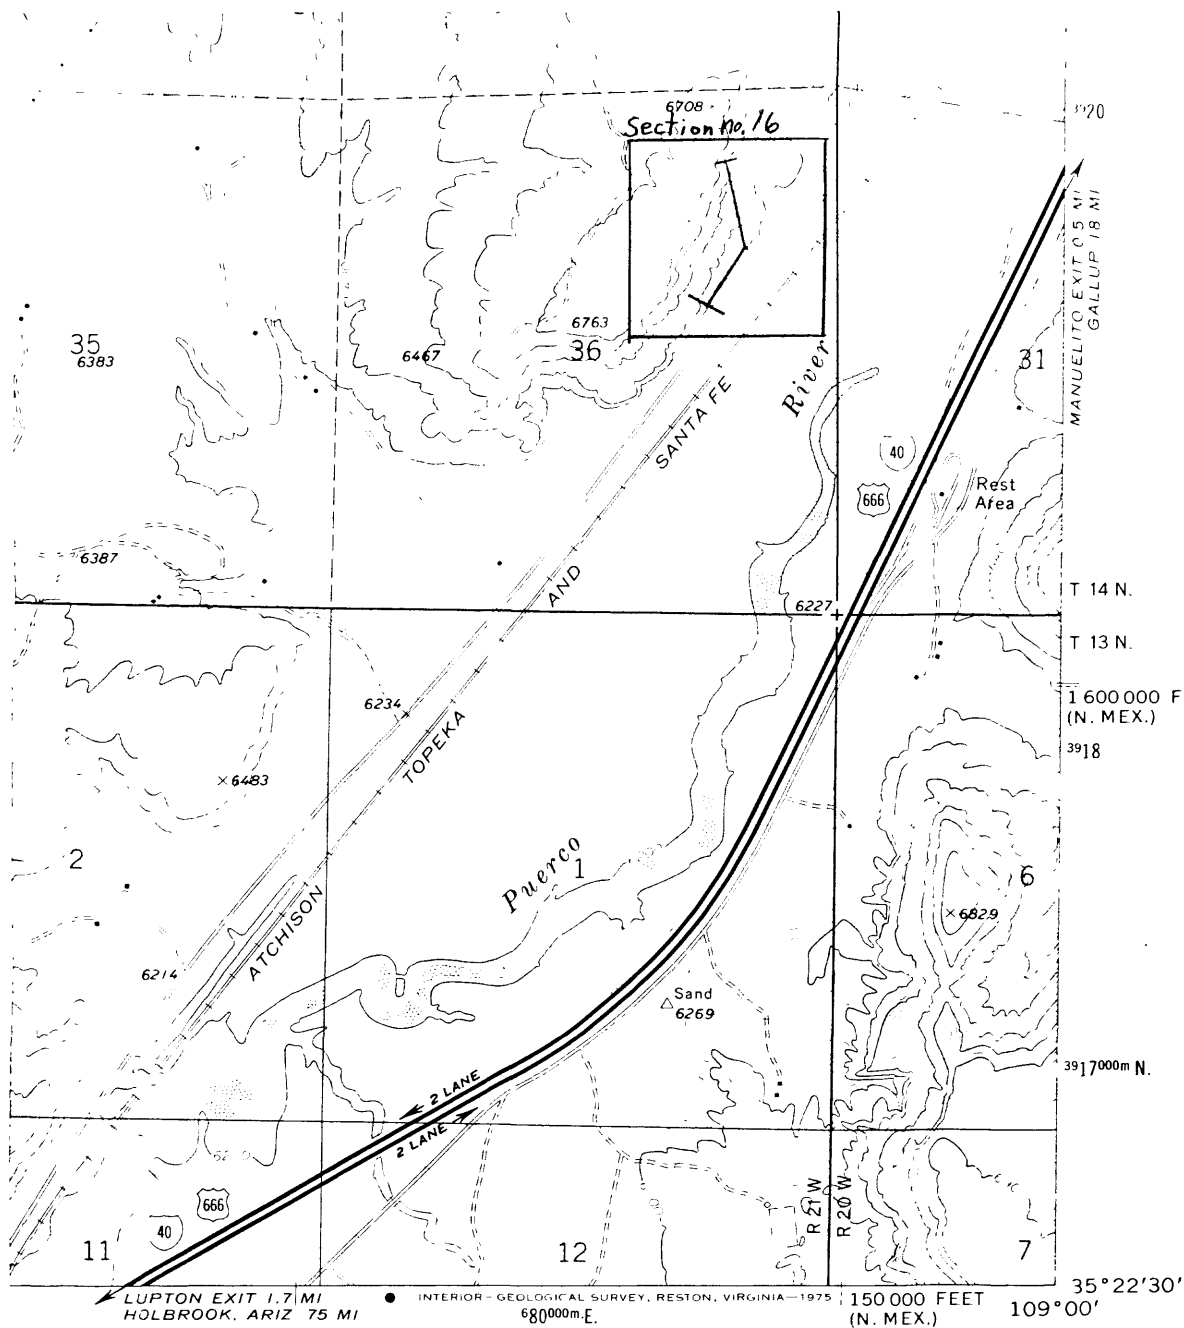 6708
³⁹20
Section no. 16
MANUELITO EXIT 0.5 MI
GALLUP 18 MI
35
6383
6467
6763
36
31
River
SANTA FE
40
666
Rest
Area
6387
AND
6227
T 14 N.
T 13 N.
1 600 000 F
(N. MEX.)
6234
TOPEKA
³⁹18
6483
2
Puerco
1
6
6829
ATCHISON
6214
Sand
6269
³⁹17⁰⁰⁰ᵐ N.
2 LANE
2 LANE
666
40
R 21 W
R 20 W
11
12
7
35°22'30"
LUPTON EXIT 1.7 MI
HOLBROOK, ARIZ 75 MI
INTERIOR–GEOLOGICAL SURVEY, RESTON, VIRGINIA—1975
⁶80⁰⁰⁰ᵐ·E.
150 000 FEET
(N. MEX.)
109°00'